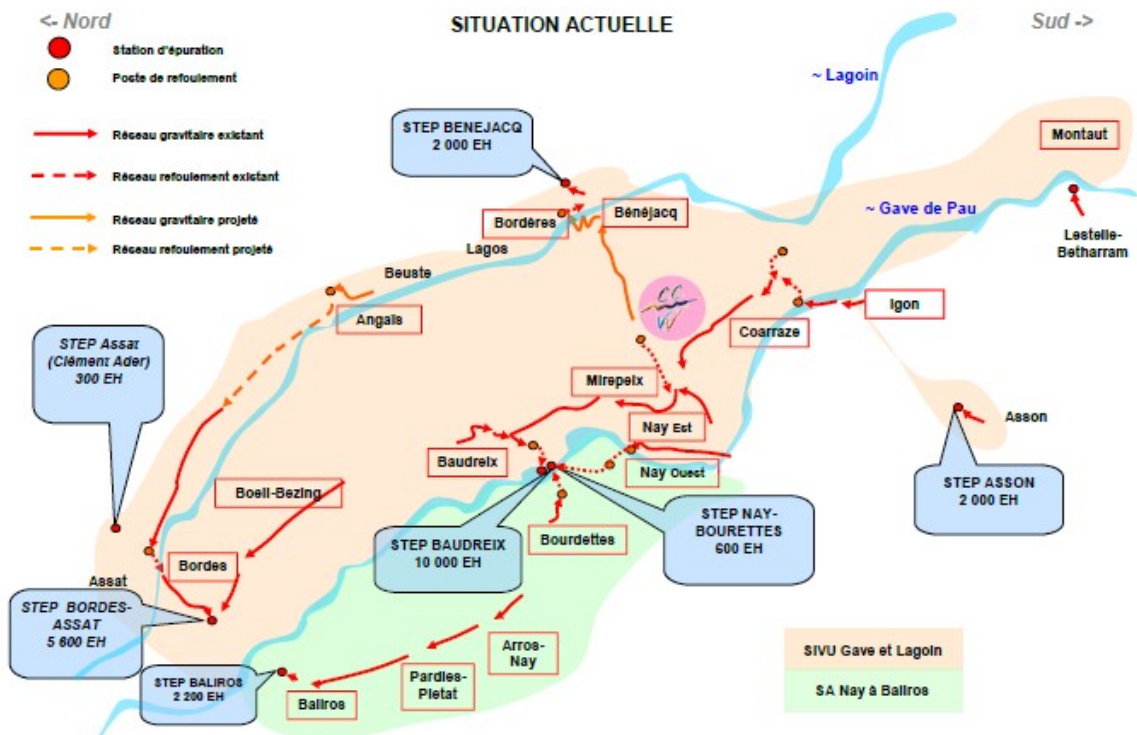 <- Nord
SITUATION ACTUELLE
Sud ->
Station d'épuration
Poste de refoulement
Réseau gravitaire existant
Réseau refoulement existant
Réseau gravitaire projeté
Réseau refoulement projeté
~ Lagoin
STEP BENEJACQ
2 000 EH
Montaut
~ Gave de Pau
Lestelle-
Betharram
Bordères
Bénéjacq
Lagos
Beuste
Angaïs
Igon
Coarraze
CC
VV
STEP Assat
(Clément Ader)
300 EH
Mirepeix
Nay Est
Asson
Baudreix
Nay Ouest
STEP ASSON
2 000 EH
Boeil-Bezing
STEP NAY-
BOURETTES
600 EH
STEP BAUDREIX
10 000 EH
Bourdettes
Bordes
Assat
STEP BORDES-
ASSAT
5 600 EH
Arros-
Nay
STEP BALIROS
2 200 EH
Pardies-
Pietat
Baliros
SIVU Gave et Lagoin
SA Nay à Baliros